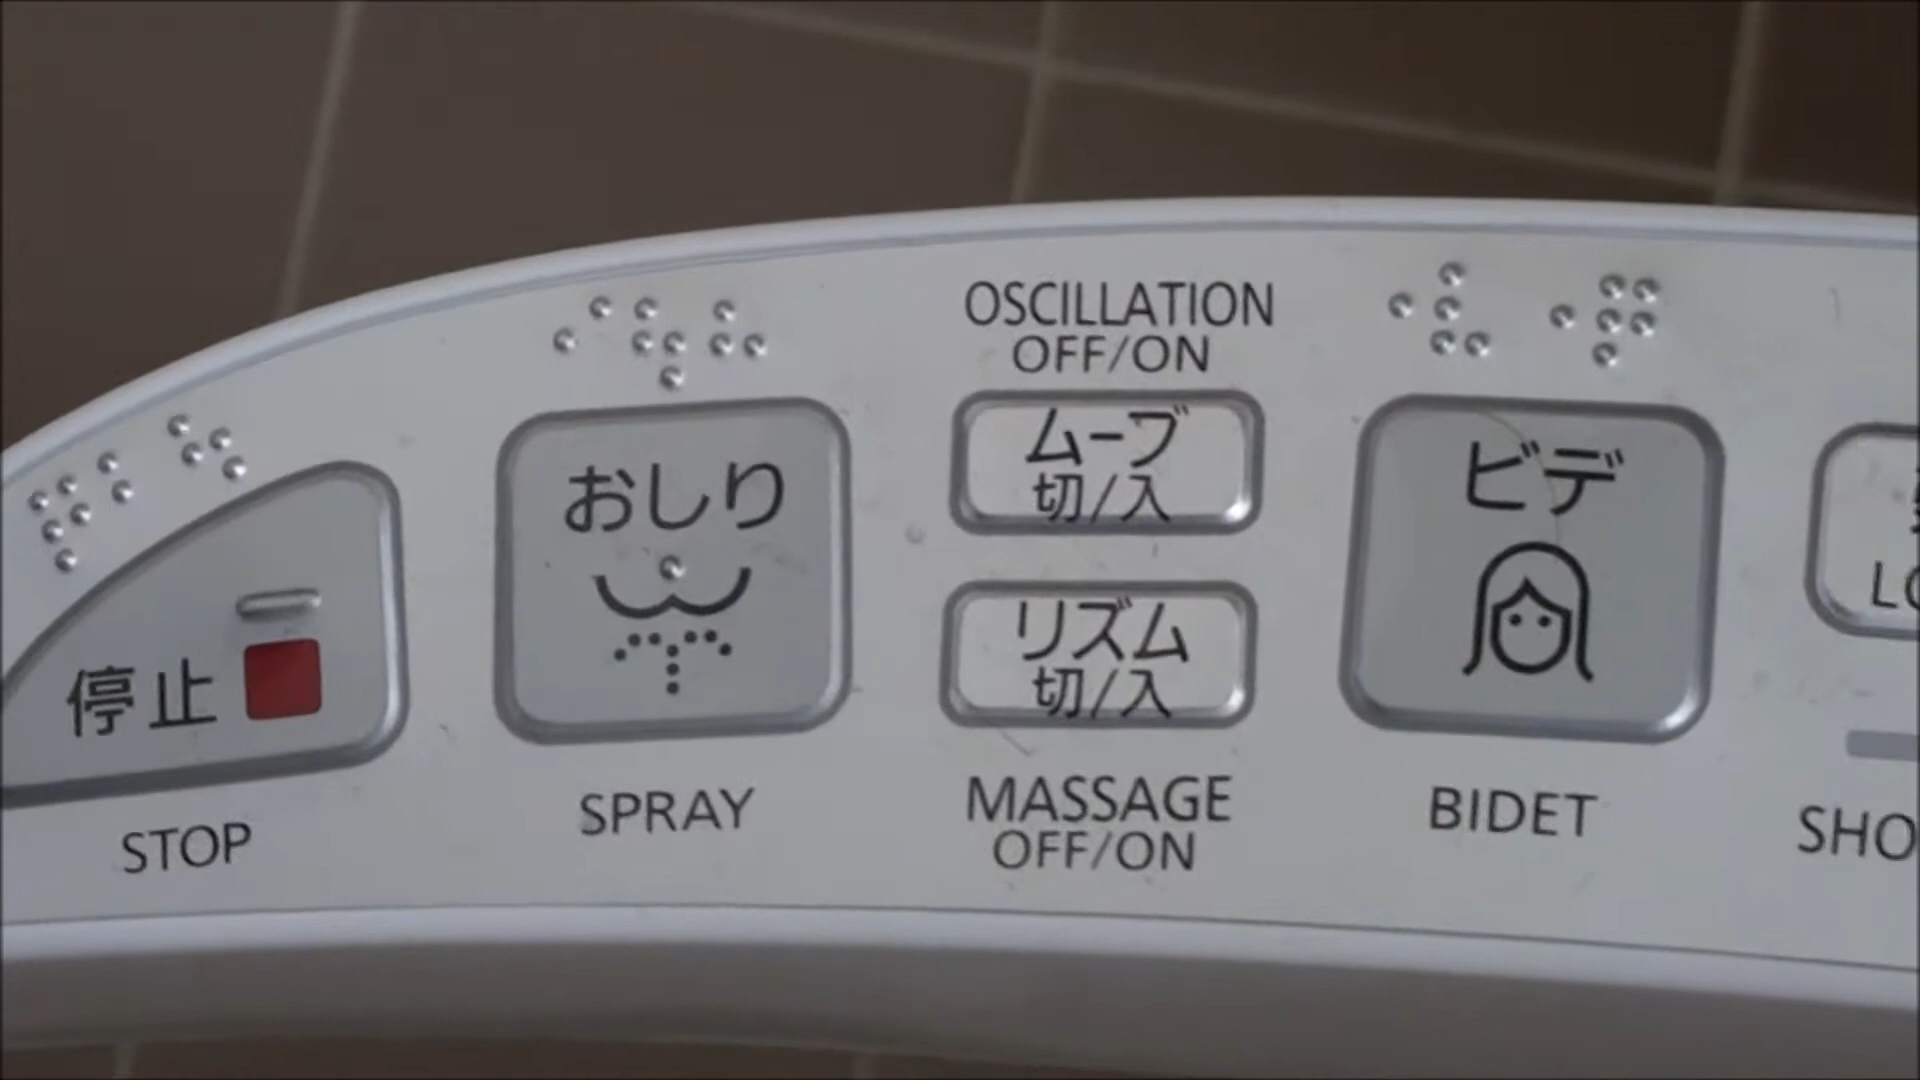 停止
STOP
おしり
SPRAY
OSCILLATION
OFF/ON
ムーブ
切/入
リズム
切/入
MASSAGE
OFF/ON
ビデ
BIDET